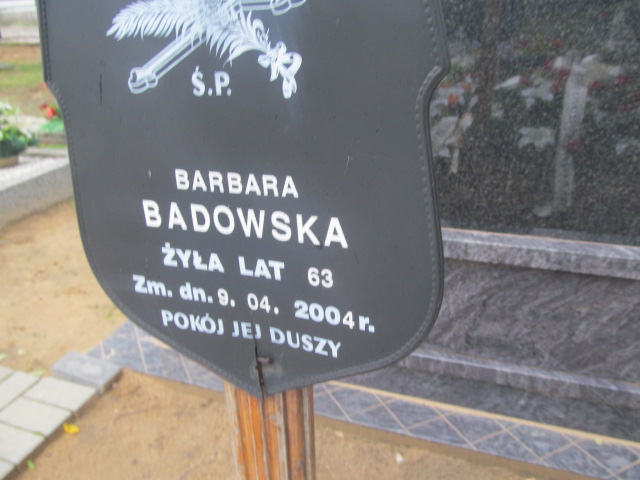 Ś.P.
BARBARA
BADOWSKA
ŻYŁA LAT 63
Zm. dn. 9. 04. 2004 r.
POKÓJ JEJ DUSZY